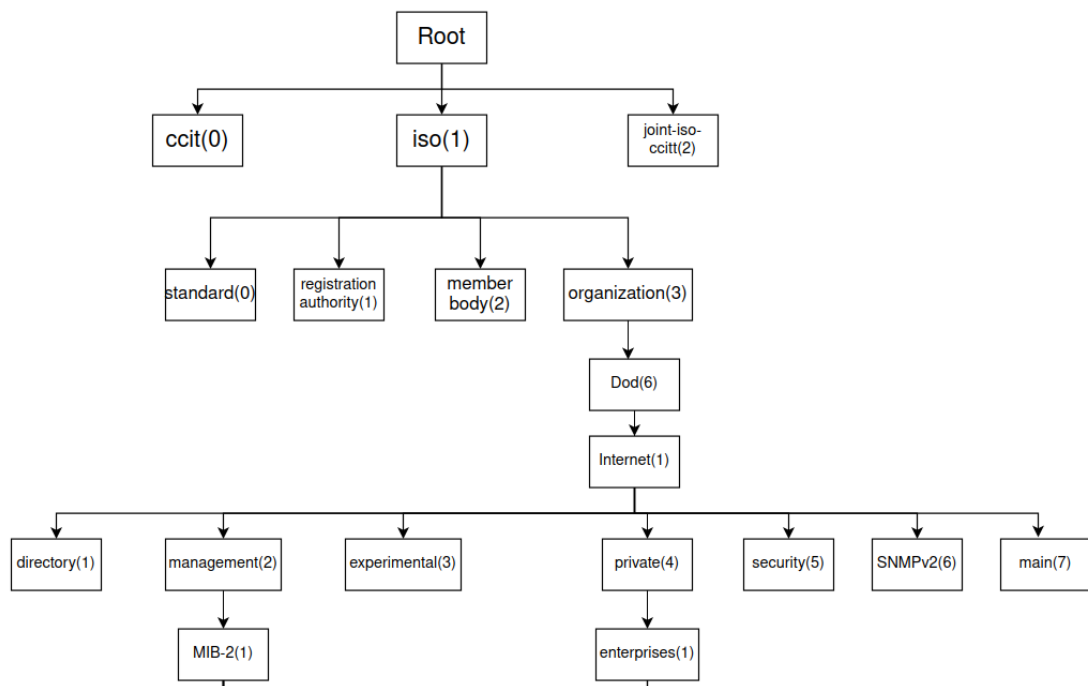 Root
ccit(0)
iso(1)
joint-iso-
ccitt(2)
standard(0)
registration
authority(1)
member
body(2)
organization(3)
Dod(6)
Internet(1)
directory(1)
management(2)
experimental(3)
private(4)
security(5)
SNMPv2(6)
main(7)
MIB-2(1)
enterprises(1)